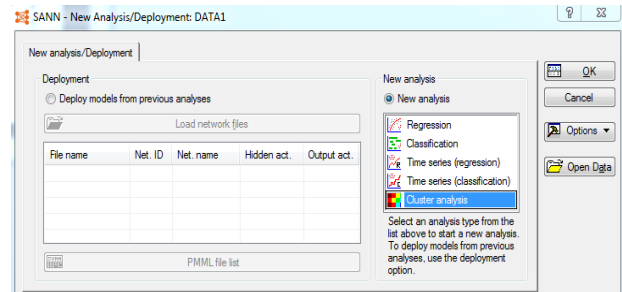 SANN - New Analysis/Deployment: DATA1
New analysis/Deployment
Deployment
Deploy models from previous analyses
Load network files
File name Net. ID Net. name Hidden act. Output act.
PMML file list
New analysis
New analysis
Regression
Classification
Time series (regression)
Time series (classification)
Cluster analysis
Select an analysis type from the
list above to start a new analysis.
To deploy models from previous
analyses, use the deployment
option.
OK
Cancel
Options
Open Data